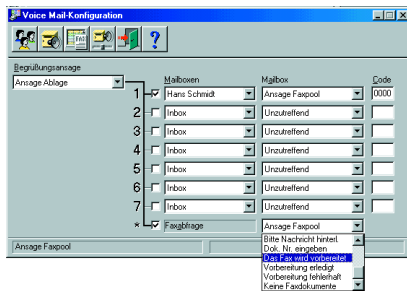 Voice Mail-Konfiguration
?
Begrüßungsansage
Ansage Ablage
Mailboxen Mailbox Code
1 Hans Schmidt Ansage Faxpool 0000
2 Inbox Unzutreffend
3 Inbox Unzutreffend
4 Inbox Unzutreffend
5 Inbox Unzutreffend
6 Inbox Unzutreffend
7 Inbox Unzutreffend
* Faxabfrage Ansage Faxpool
Bitte Nachricht hinterl.
Dok. Nr. eingeben
Das Fax wird vorbereitet
Vorbereitung erledigt
Vorbereitung fehlerhaft
Keine Faxdokumente
Ansage Faxpool